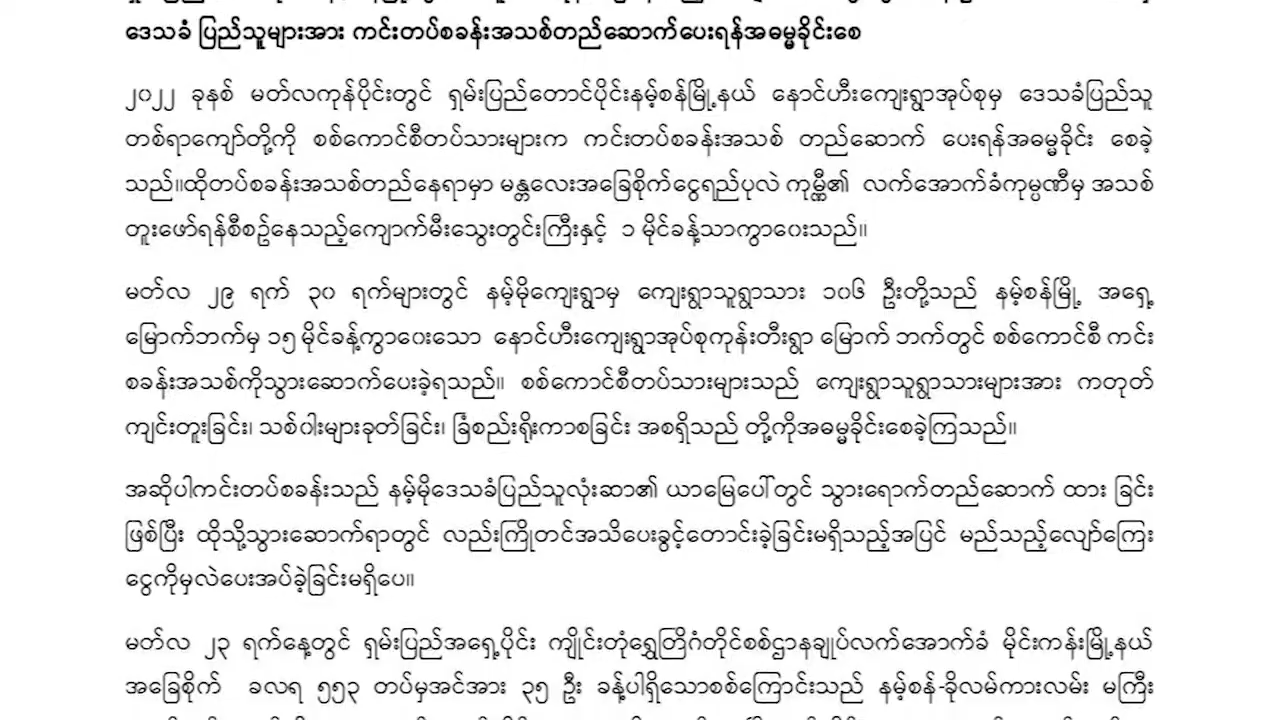 ဒေသခံ ပြည်သူများအား ကင်းတပ်စခန်းအသစ်တည်ဆောက်ပေးရန်အဓမ္မခိုင်းစေ
၂၀၂၂ ခုနစ် မတ်လကုန်ပိုင်းတွင် ရှမ်းပြည်တောင်ပိုင်းနမ့်စန်မြို့နယ် နောင်ဟီးကျေးရွာအုပ်စုမှ ဒေသခံပြည်သူ
တစ်ရာကျော်တို့ကို စစ်ကောင်စီတပ်သားများက ကင်းတပ်စခန်းအသစ် တည်ဆောက် ပေးရန်အဓမ္မခိုင်း စေခဲ့
သည်။ထိုတပ်စခန်းအသစ်တည်နေရာမှာ မန္တလေးအခြေစိုက်ငွေရည်ပုလဲ ကုမ္ပဏီ၏ လက်အောက်ခံကုမ္ပဏီမှ အသစ်
တူးဖော်ရန်စီစဥ်နေသည့်ကျောက်မီးသွေးတွင်းကြီးနှင့် ၁ မိုင်ခန့်သာကွာဝေးသည်။
မတ်လ ၂၉ ရက် ၃၀ ရက်များတွင် နမ့်မိုကျေးရွာမှ ကျေးရွာသူရွာသား ၁၀၆ ဦးတို့သည် နမ့်စန်မြို့ အရှေ့
မြောက်ဘက်မှ ၁၅ မိုင်ခန့်ကွာဝေးသော နောင်ဟီးကျေးရွာအုပ်စုကုန်းတီးရွာ မြောက် ဘက်တွင် စစ်ကောင်စီ ကင်း
စခန်းအသစ်ကိုသွားဆောက်ပေးခဲ့ရသည်။ စစ်ကောင်စီတပ်သားများသည် ကျေးရွာသူရွာသားများအား ကတုတ်
ကျင်းတူးခြင်း၊ သစ်ဝါးများခုတ်ခြင်း၊ ခြံစည်းရိုးကာစခြင်း အစရှိသည် တို့ကိုအဓမ္မခိုင်းစေခဲ့ကြသည်။
အဆိုပါကင်းတပ်စခန်းသည် နမ့်မိုဒေသခံပြည်သူလုံးဆာ၏ ယာမြေပေါ်တွင် သွားရောက်တည်ဆောက် ထား ခြင်း
ဖြစ်ပြီး ထိုသို့သွားဆောက်ရာတွင် လည်းကြိုတင်အသိပေးခွင့်တောင်းခဲ့ခြင်းမရှိသည့်အပြင် မည်သည့်လျော်ကြေး
ငွေကိုမှလဲပေးအပ်ခဲ့ခြင်းမရှိပေ။
မတ်လ ၂၃ ရက်နေ့တွင် ရှမ်းပြည်အရှေ့ပိုင်း ကျိုင်းတုံရွှေတြိဂံတိုင်စစ်ဌာနချုပ်လက်အောက်ခံ မိုင်းကန်းမြို့နယ်
အခြေစိုက် ခလရ ၅၅၃ တပ်မှအင်အား ၃၅ ဦး ခန့်ပါရှိသောစစ်ကြောင်းသည် နမ့်စန်-ခိုလမ်ကားလမ်း မကြီး